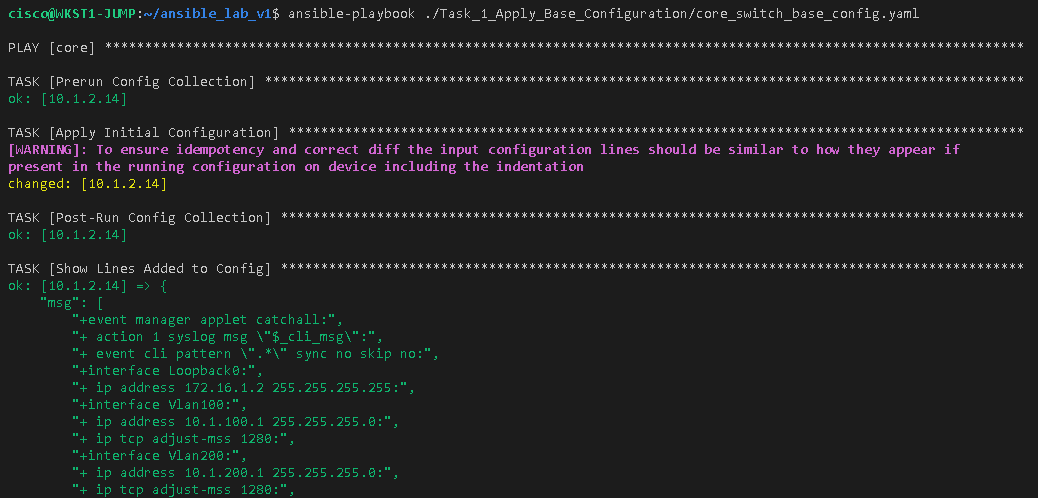 cisco@WKST1-JUMP:~/ansible_lab_v1$ ansible-playbook ./Task_1_Apply_Base_Configuration/core_switch_base_config.yaml
PLAY [core] *******************************************************************************************************************
TASK [Prerun Config Collection] ***********************************************************************************************
ok: [10.1.2.14]
TASK [Apply Initial Configuration] ********************************************************************************************
[WARNING]: To ensure idempotency and correct diff the input configuration lines should be similar to how they appear if
present in the running configuration on device including the indentation
changed: [10.1.2.14]
TASK [Post-Run Config Collection] *********************************************************************************************
ok: [10.1.2.14]
TASK [Show Lines Added to Config] *********************************************************************************************
ok: [10.1.2.14] => {
    "msg": [
        "+event manager applet catchall:",
        "+ action 1 syslog msg \"$_cli_msg\":",
        "+ event cli pattern \".*\" sync no skip no:",
        "+interface Loopback0:",
        "+ ip address 172.16.1.2 255.255.255.255:",
        "+interface Vlan100:",
        "+ ip address 10.1.100.1 255.255.255.0:",
        "+ ip tcp adjust-mss 1280:",
        "+interface Vlan200:",
        "+ ip address 10.1.200.1 255.255.255.0:",
        "+ ip tcp adjust-mss 1280:",